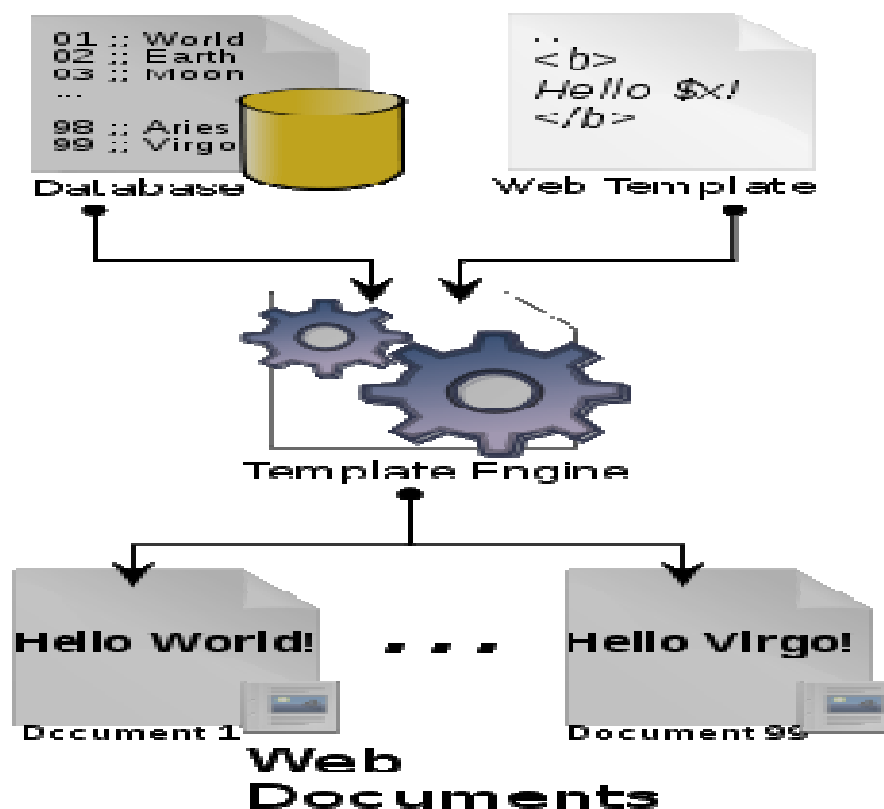 01 :: World
02 :: Earth
03 :: Moon
...
98 :: Aries
99 :: Virgo
Database
..
<b>
Hello $x!
</b>
Web Template
Template Engine
Hello World!
...
Hello Virgo!
Document 1
Document 99
Web
Documents